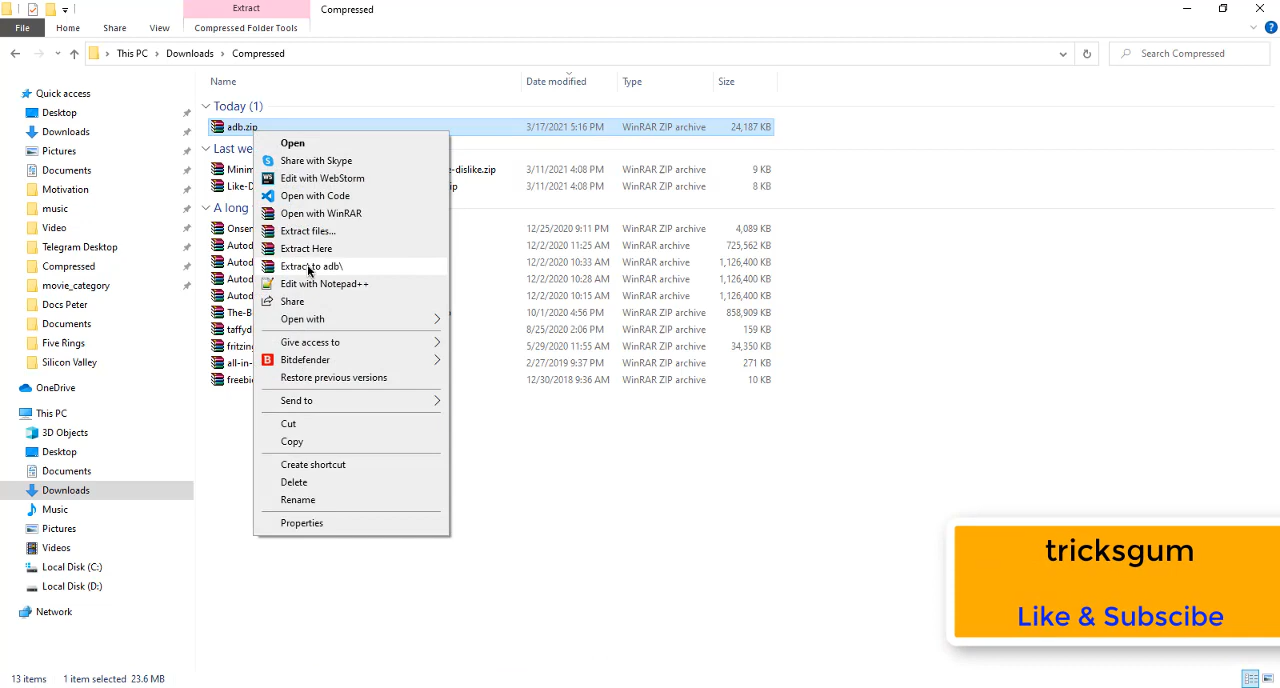 Extract
Compressed
File
Home
Share
View
Compressed Folder Tools
This PC > Downloads > Compressed
Search Compressed
Name
Date modified
Type
Size
Quick access
Desktop
Downloads
Pictures
Documents
Motivation
music
Video
Telegram Desktop
Compressed
movie_category
Docs Peter
Documents
Five Rings
Silicon Valley
OneDrive
This PC
3D Objects
Desktop
Documents
Downloads
Music
Pictures
Videos
Local Disk (C:)
Local Disk (D:)
Network
Today (1)
adb.zip 3/17/2021 5:16 PM WinRAR ZIP archive 24,187 KB
Last we
Minim e-dislike.zip 3/11/2021 4:08 PM WinRAR ZIP archive 9 KB
Like-D ip 3/11/2021 4:08 PM WinRAR ZIP archive 8 KB
A long
Onsen 12/25/2020 9:11 PM WinRAR ZIP archive 4,089 KB
Autod 12/2/2020 11:25 AM WinRAR archive 725,562 KB
Autod 12/2/2020 10:33 AM WinRAR archive 1,126,400 KB
Autod 12/2/2020 10:28 AM WinRAR archive 1,126,400 KB
Autod 12/2/2020 10:15 AM WinRAR archive 1,126,400 KB
The-B 10/1/2020 4:56 PM WinRAR ZIP archive 858,909 KB
taffyd 8/25/2020 2:06 PM WinRAR ZIP archive 159 KB
fritzing 5/29/2020 11:55 AM WinRAR ZIP archive 34,350 KB
all-in- 2/27/2019 9:37 PM WinRAR ZIP archive 271 KB
freebie 12/30/2018 9:36 AM WinRAR ZIP archive 10 KB
Open
Share with Skype
Edit with WebStorm
Open with Code
Open with WinRAR
Extract files...
Extract Here
Extract to adb\
Edit with Notepad++
Share
Open with
Give access to
Bitdefender
Restore previous versions
Send to
Cut
Copy
Create shortcut
Delete
Rename
Properties
tricksgum
Like & Subscibe
13 items 1 item selected 23.6 MB